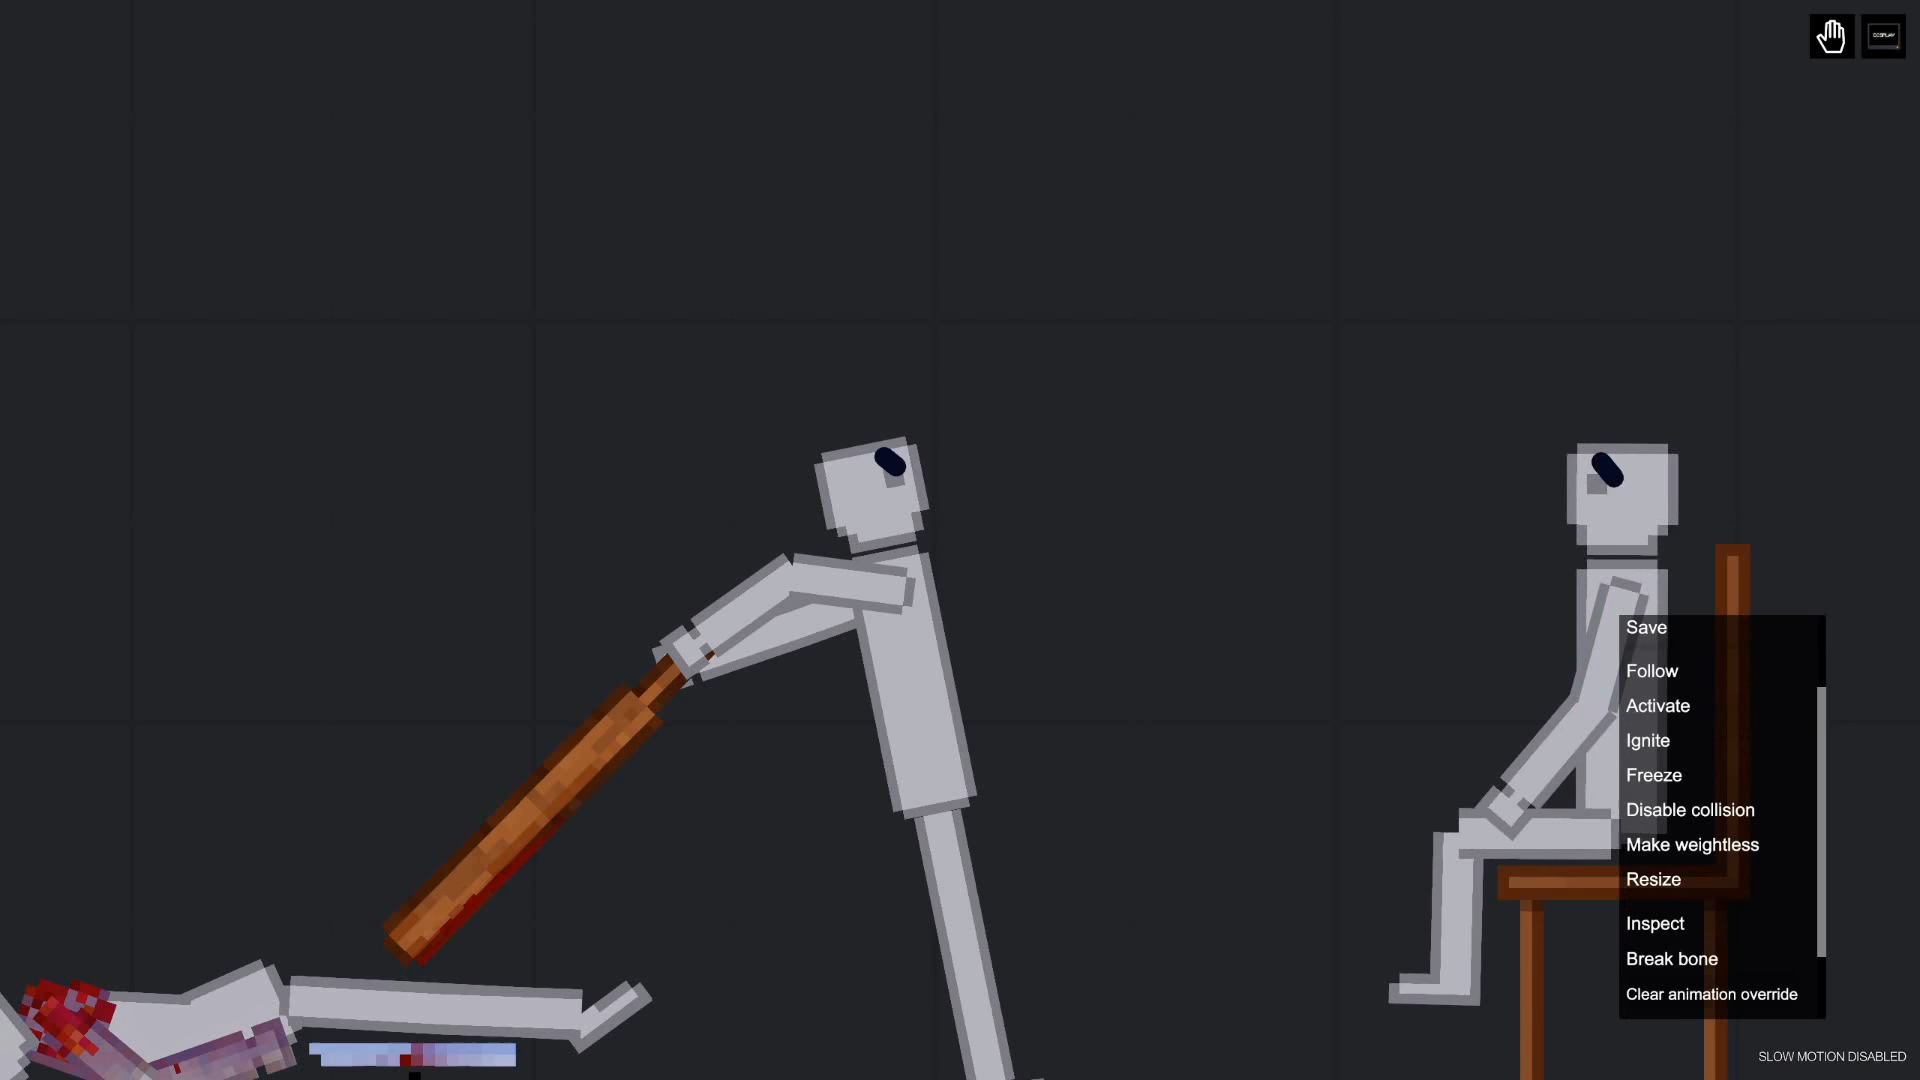 DISPLAY
Save
Follow
Activate
Ignite
Freeze
Disable collision
Make weightless
Resize
Inspect
Break bone
Clear animation override
SLOW MOTION DISABLED